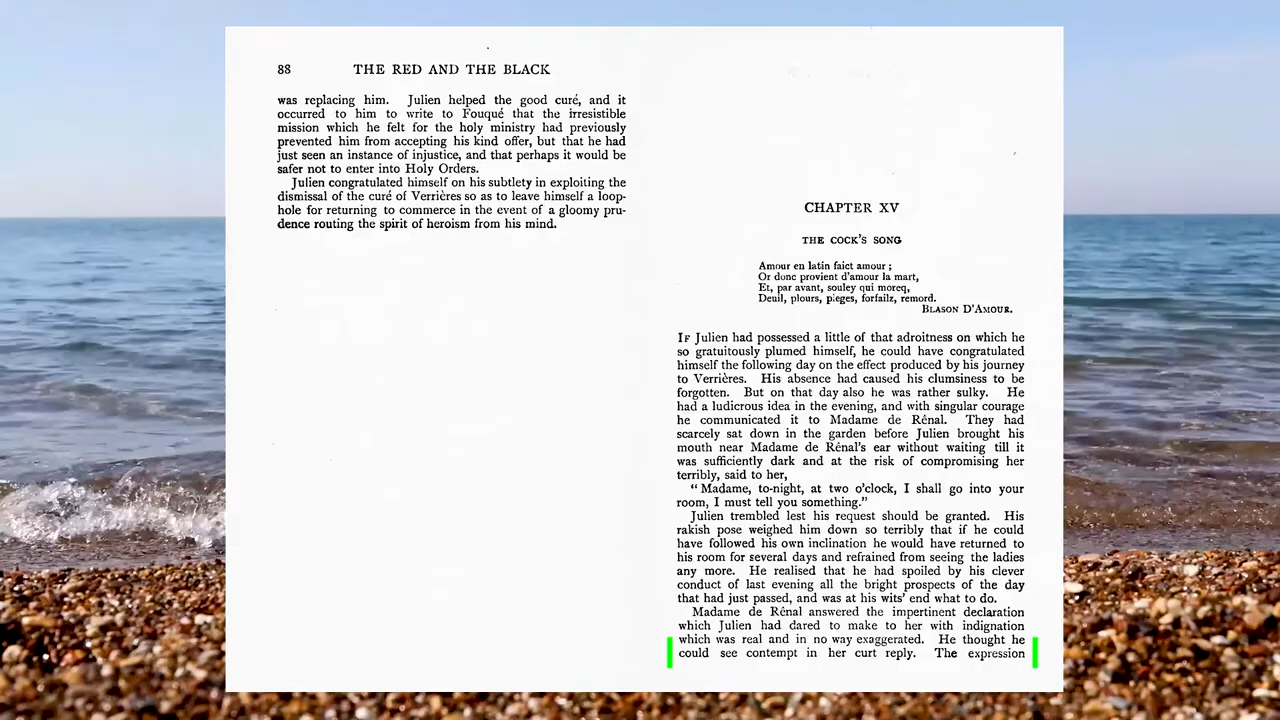 88 THE RED AND THE BLACK
was replacing him. Julien helped the good curé, and it
occurred to him to write to Fouqué that the irresistible
mission which he felt for the holy ministry had previously
prevented him from accepting his kind offer, but that he had
just seen an instance of injustice, and that perhaps it would be
safer not to enter into Holy Orders.
Julien congratulated himself on his subtlety in exploiting the
dismissal of the curé of Verrières so as to leave himself a loop-
hole for returning to commerce in the event of a gloomy pru-
dence routing the spirit of heroism from his mind.
CHAPTER XV
THE COCK'S SONG
Amour en latin faict amour ;
Or donc provient d'amour la mart,
Et, par avant, souley qui moreq,
Deuil, plours, pieges, forfailz, remord.
BLASON D'AMOUR.
IF Julien had possessed a little of that adroitness on which he
so gratuitously plumed himself, he could have congratulated
himself the following day on the effect produced by his journey
to Verrières. His absence had caused his clumsiness to be
forgotten. But on that day also he was rather sulky. He
had a ludicrous idea in the evening, and with singular courage
he communicated it to Madame de Rênal. They had
scarcely sat down in the garden before Julien brought his
mouth near Madame de Rênal's ear without waiting till it
was sufficiently dark and at the risk of compromising her
terribly, said to her,
“Madame, to-night, at two o'clock, I shall go into your
room, I must tell you something.”
Julien trembled lest his request should be granted. His
rakish pose weighed him down so terribly that if he could
have followed his own inclination he would have returned to
his room for several days and refrained from seeing the ladies
any more. He realised that he had spoiled by his clever
conduct of last evening all the bright prospects of the day
that had just passed, and was at his wits' end what to do.
Madame de Rênal answered the impertinent declaration
which Julien had dared to make to her with indignation
which was real and in no way exaggerated. He thought he
could see contempt in her curt reply. The expression